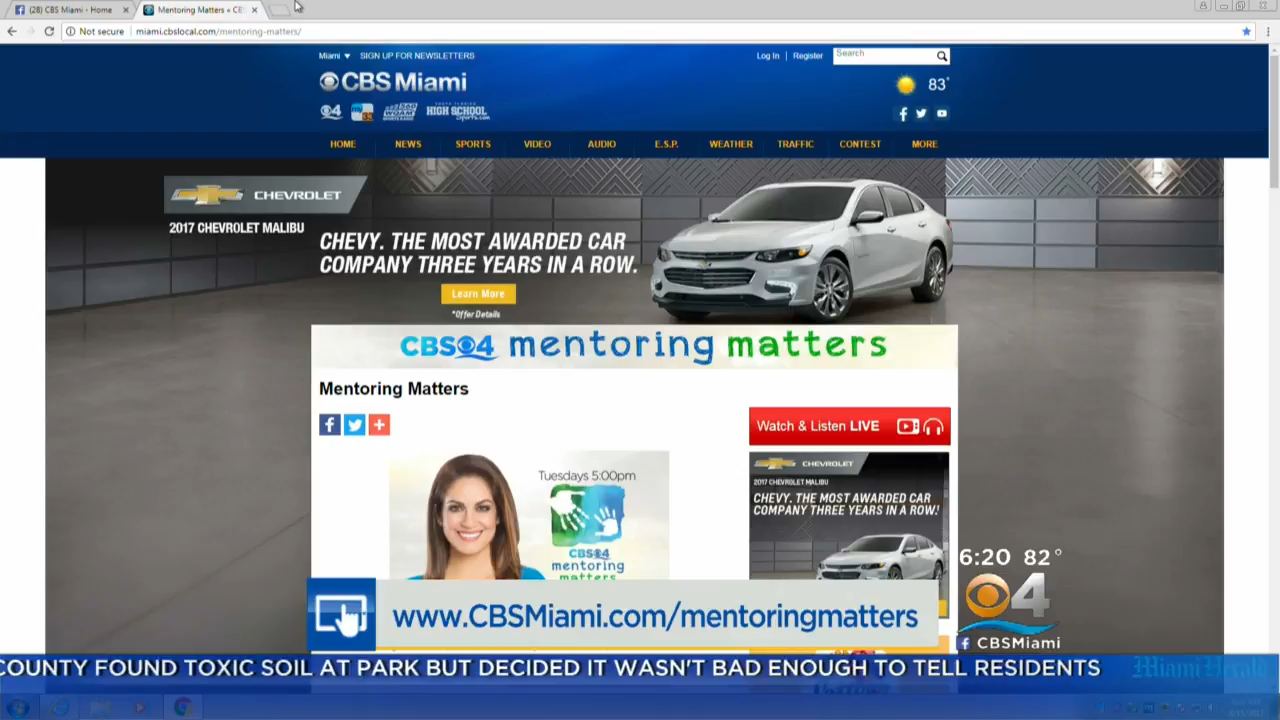 (28) CBS Miami - Home
Mentoring Matters « CBS
Not secure
miami.cbslocal.com/mentoring-matters/
Miami
SIGN UP FOR NEWSLETTERS
Log In | Register
Search
CBS Miami
83°
HIGH SCHOOL
HOME
NEWS
SPORTS
VIDEO
AUDIO
E.S.P.
WEATHER
TRAFFIC
CONTEST
MORE
CHEVROLET
2017 CHEVROLET MALIBU
CHEVY. THE MOST AWARDED CAR
COMPANY THREE YEARS IN A ROW.
Learn More
*Offer Details
CBS4 mentoring matters
Mentoring Matters
Watch & Listen LIVE
Tuesdays 5:00pm
CBS4
mentoring
matters
CHEVROLET
2017 CHEVROLET MALIBU
CHEVY. THE MOST AWARDED CAR
COMPANY THREE YEARS IN A ROW!
6:20 82°
4
CBSMiami
www.CBSMiami.com/mentoringmatters
COUNTY FOUND TOXIC SOIL AT PARK BUT DECIDED IT WASN'T BAD ENOUGH TO TELL RESIDENTS
Miami Herald